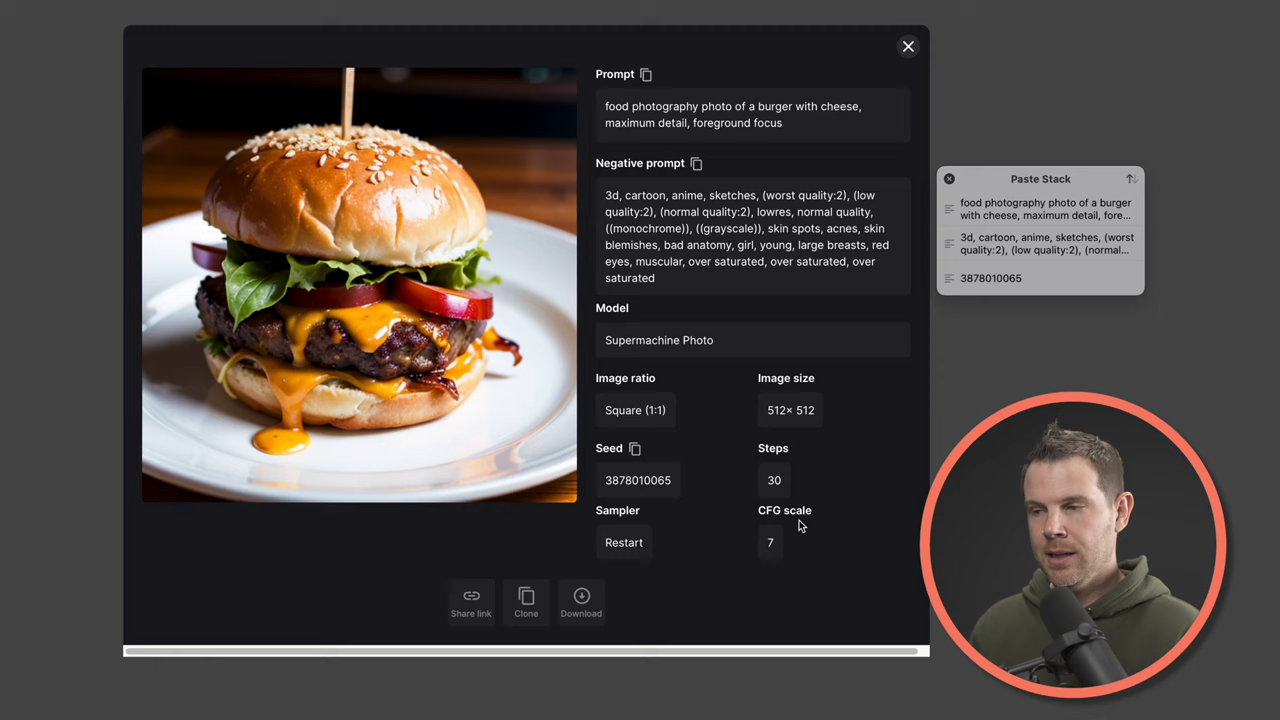 Prompt
food photography photo of a burger with cheese,
maximum detail, foreground focus
Negative prompt
3d, cartoon, anime, sketches, (worst quality:2), (low
quality:2), (normal quality:2), lowres, normal quality,
((monochrome)), ((grayscale)), skin spots, acnes, skin
blemishes, bad anatomy, girl, young, large breasts, red
eyes, muscular, over saturated, over saturated, over
saturated
Model
Supermachine Photo
Image ratio
Image size
Square (1:1)
512× 512
Seed
Steps
3878010065
30
Sampler
CFG scale
Restart
7
Share link
Clone
Download
Paste Stack
food photography photo of a burger
with cheese, maximum detail, fore...
3d, cartoon, anime, sketches, (worst
quality:2), (low quality:2), (normal...
3878010065